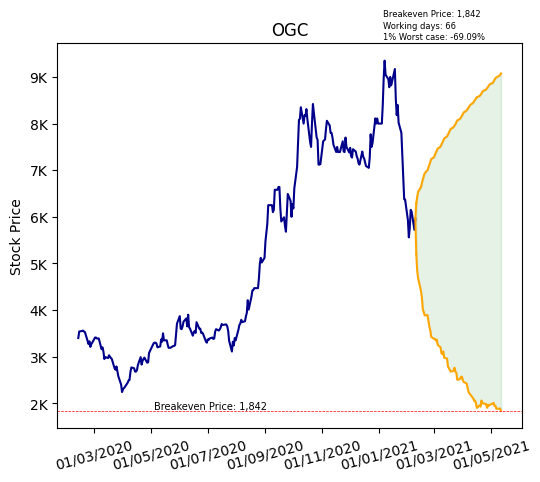 Breakeven Price: 1,842
Working days: 66
1% Worst case: -69.09%
OGC
Stock Price
9K
8K
7K
6K
5K
4K
3K
2K
Breakeven Price: 1,842
01/03/2020
01/05/2020
01/07/2020
01/09/2020
01/11/2020
01/01/2021
01/03/2021
01/05/2021